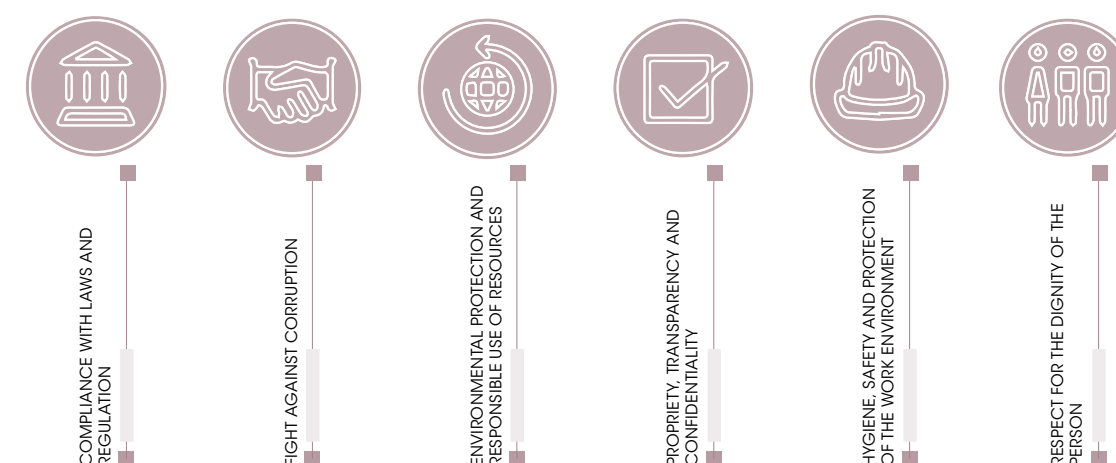 COMPLIANCE WITH LAWS AND
REGULATION
FIGHT AGAINST CORRUPTION
ENVIRONMENTAL PROTECTION AND
RESPONSIBLE USE OF RESOURCES
PROPRIETY, TRANSPARENCY AND
CONFIDENTIALITY
HYGIENE, SAFETY AND PROTECTION
OF THE WORK ENVIRONMENT
RESPECT FOR THE DIGNITY OF THE
PERSON